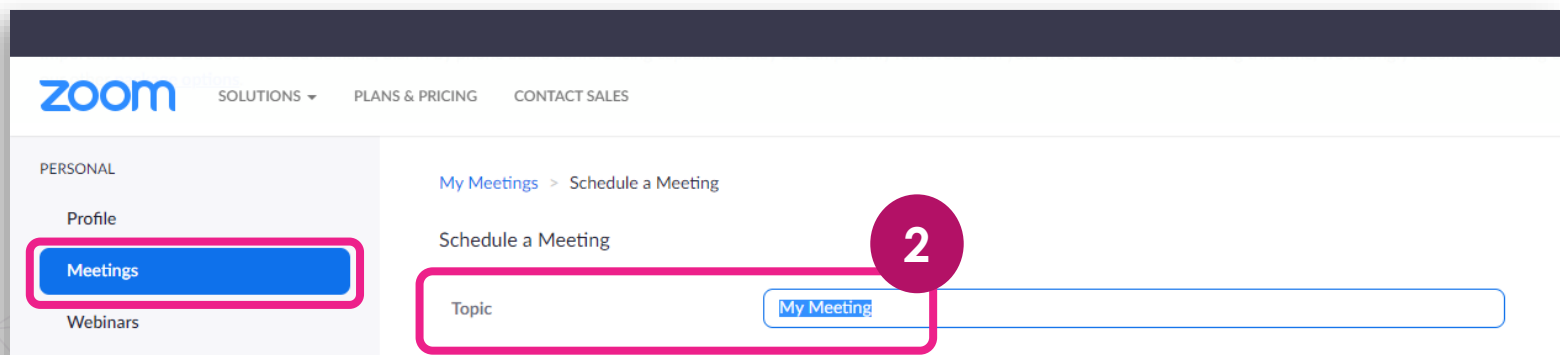 options.
zoom SOLUTIONS PLANS & PRICING CONTACT SALES
PERSONAL
Profile
Meetings
Webinars
My Meetings > Schedule a Meeting
Schedule a Meeting
2
Topic My Meeting